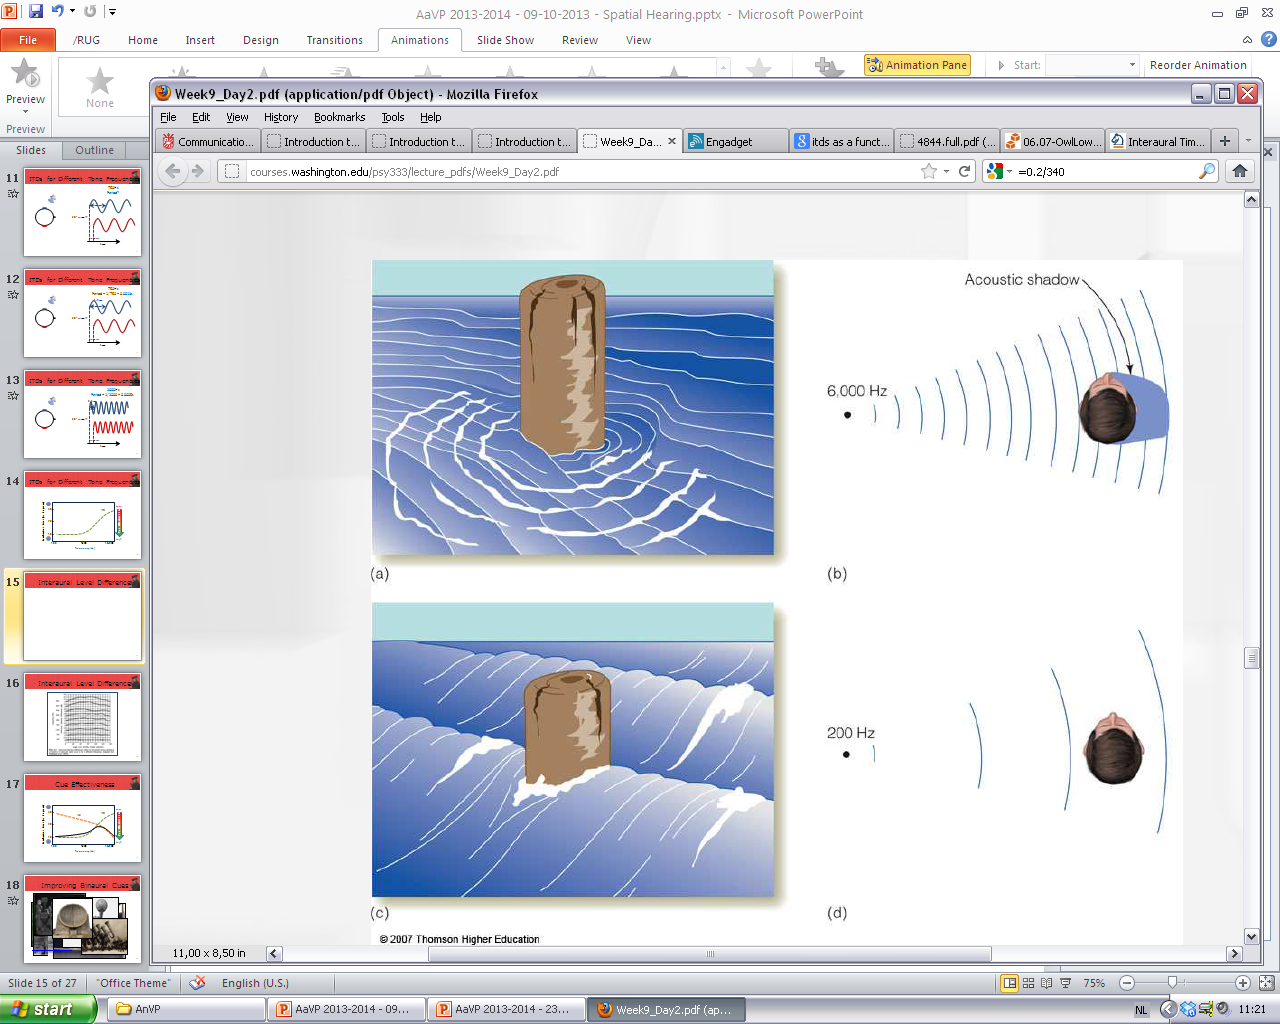 AaVP 2013-2014 - 09-10-2013 - Spatial Hearing.pptx - Microsoft PowerPoint
File /RUG Home Insert Design Transitions Animations Slide Show Review View
Preview
None
Animation Pane
Start:
Reorder Animation
Preview
Slides Outline
Week9_Day2.pdf (application/pdf Object) - Mozilla Firefox
File Edit View History Bookmarks Tools Help
Communicatio...
Introduction t...
Introduction t...
Introduction t...
Week9_Da...
Engadget
itds as a funct...
4844.full.pdf (...
06.07-OwlLow...
Interaural Tim...
courses.washington.edu/psy333/lecture_pdfs/Week9_Day2.pdf
=0.2/340
11
12
13
14
15
Interaural Level Difference
16
Interaural Level Difference
17
Cue Effectiveness
18
Improving Binaural Cues
Acoustic shadow
6,000 Hz
(a)
(b)
200 Hz
(c)
(d)
© 2007 Thomson Higher Education
11,00 x 8,50 in
Slide 15 of 27
"Office Theme"
English (U.S.)
75%
start
AnVP
AaVP 2013-2014 - 09...
AaVP 2013-2014 - 23...
Week9_Day2.pdf (ap...
NL
11:21